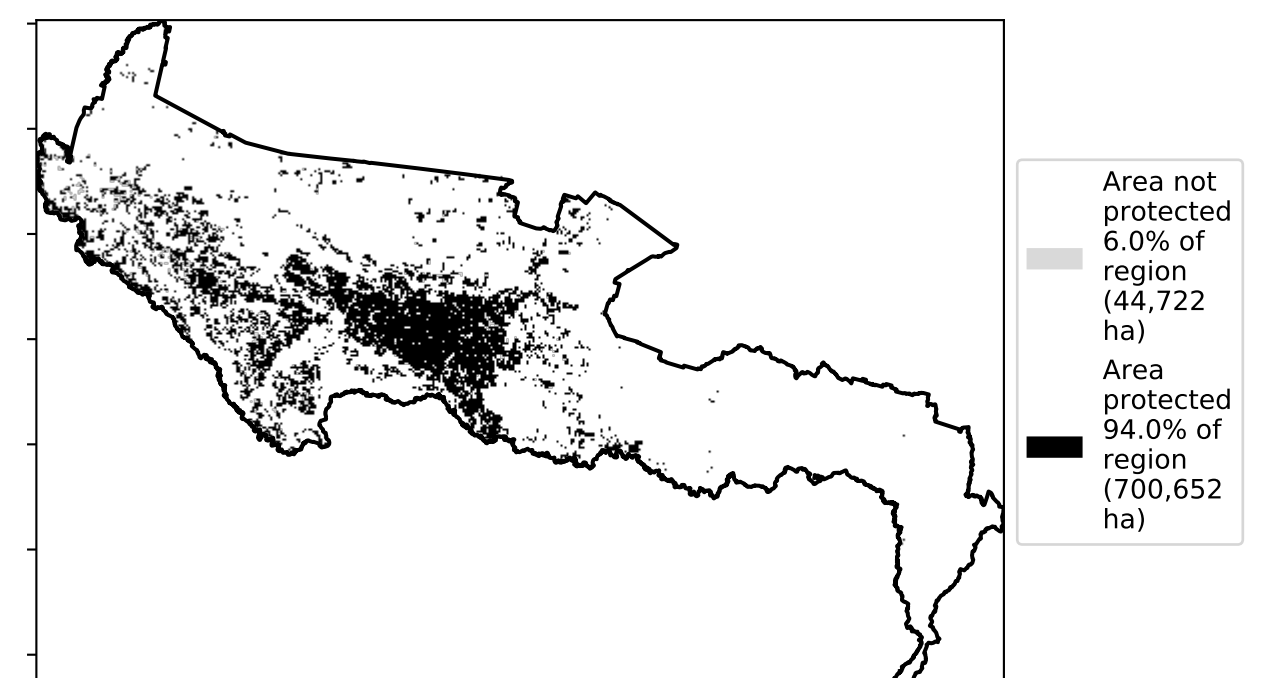 Area not
protected
6.0% of
region
(44,722
ha)
Area
protected
94.0% of
region
(700,652
ha)